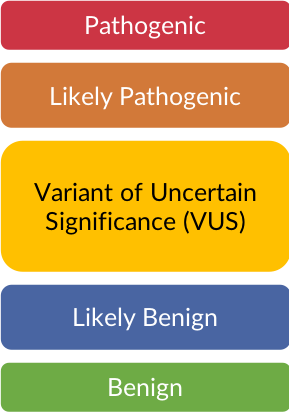 Pathogenic
Likely Pathogenic
Variant of Uncertain
Significance (VUS)
Likely Benign
Benign